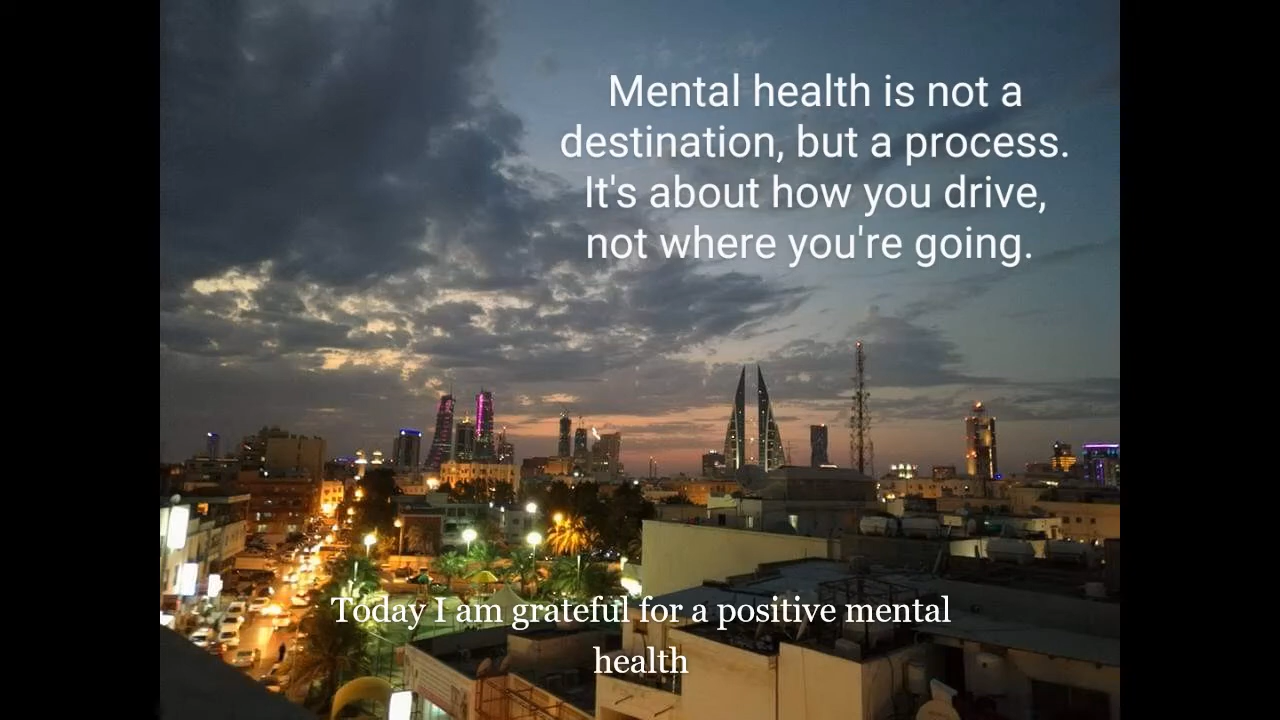 Mental health is not a
destination, but a process.
It's about how you drive,
not where you're going.
Today I am grateful for a positive mental
health